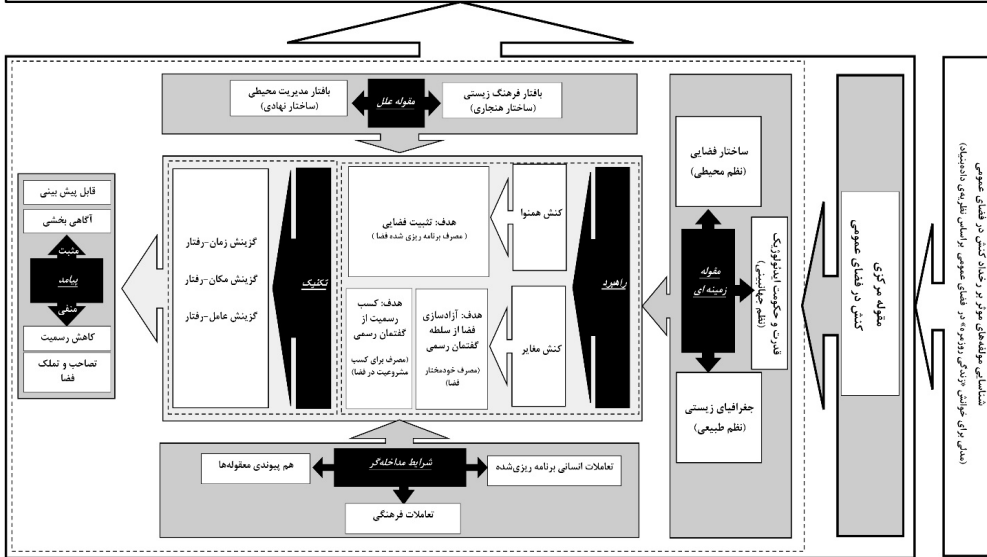 شناسایی مولفه‌های موثر بر رخداد کنش در فضای عمومی
(مدلی برای خوانش «زندگی روزمره» در فضای عمومی براساس نظریه‌ی داده‌بنیاد)
مقوله مرکزی
کنش در فضای عمومی
ساختار فضایی
(نظم محیطی)
مقوله
زمینه ای
قدرت و حکومت ایدئولوژیک
(نظم جهانبینی)
جغرافیای زیستی
(نظم طبیعی)
بافتار فرهنگ زیستی
(ساختار هنجاری)
مقوله علل
بافتار مدیریت محیطی
(ساختار نهادی)
راهبرد
کنش همنوا
هدف: تثبیت فضایی
(مصرف برنامه ریزی شده فضا)
کنش مغایر
هدف: آزادسازی
فضا از سلطه
گفتمان رسمی
(مصرف خودمختار
فضا)
هدف: کسب
رسمیت از
گفتمان رسمی
(مصرف برای کسب
مشروعیت در فضا)
تکنیک
گزینش زمان-رفتار
گزینش مکان-رفتار
گزینش عامل-رفتار
شرایط مداخله‌گر
تعاملات انسانی برنامه ریزی‌شده
هم پیوندی معقوله‌ها
تعاملات فرهنگی
قابل پیش بینی
آگاهی بخشی
مثبت
پیامد
منفی
کاهش رسمیت
تصاحب و تملک
فضا